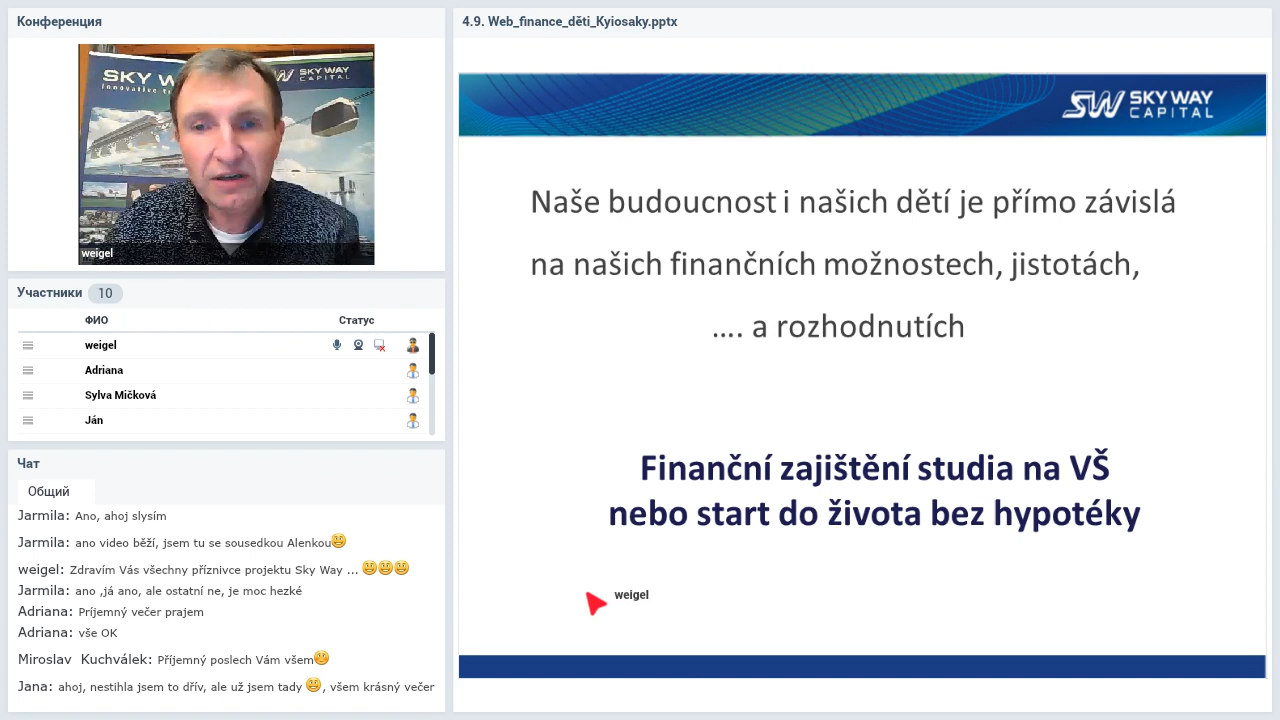 Конференция
SKY W
Innovative t
SKY WAY
CAPITAL
weigel
Участники 10
ФИО Статус
weigel
Adriana
Sylva Mičková
Ján
Чат
Общий
Jarmila: Ano, ahoj slysím
Jarmila: ano video běží, jsem tu se sousedkou Alenkou
weigel: Zdravím Vás všechny příznivce projektu Sky Way ...
Jarmila: ano ,já ano, ale ostatní ne, je moc hezké
Adriana: Príjemný večer prajem
Adriana: vše OK
Miroslav Kuchválek: Příjemný poslech Vám všem
Jana: ahoj, nestihla jsem to dřív, ale už jsem tady , všem krásný večer
4.9. Web_finance_děti_Kyiosaky.pptx
SW SKY WAY
CAPITAL
Naše budoucnost i našich dětí je přímo závislá
na našich finančních možnostech, jistotách,
.... a rozhodnutích
Finanční zajištění studia na VŠ
nebo start do života bez hypotéky
weigel